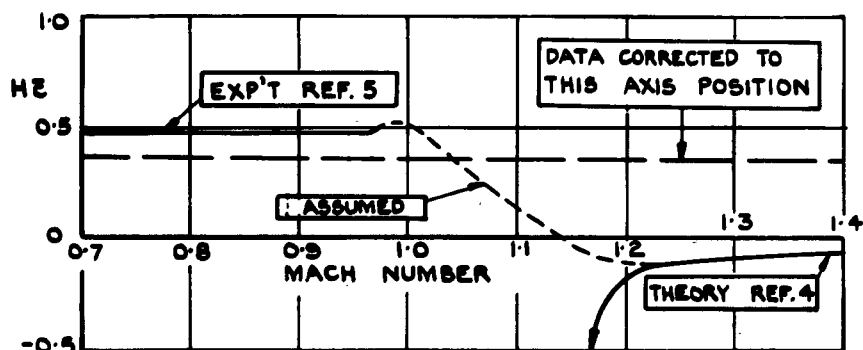 1.0
H c̄
EXP'T REF. 5
DATA CORRECTED TO
THIS AXIS POSITION
0.5
ASSUMED
0
0.7 0.8 0.9 1.0 1.1 1.2 1.3 1.4
MACH NUMBER
THEORY REF. 4
-0.5